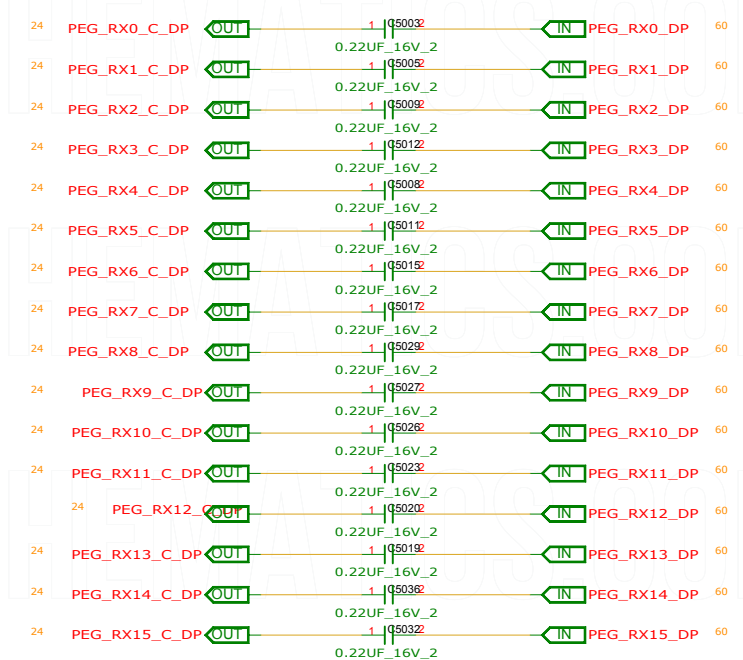 24 PEG_RX0_C_DP OUT 1 C5003 2 IN PEG_RX0_DP 60
0.22UF_16V_2
24 PEG_RX1_C_DP OUT 1 C5005 2 IN PEG_RX1_DP 60
0.22UF_16V_2
24 PEG_RX2_C_DP OUT 1 C5009 2 IN PEG_RX2_DP 60
0.22UF_16V_2
24 PEG_RX3_C_DP OUT 1 C5012 2 IN PEG_RX3_DP 60
0.22UF_16V_2
24 PEG_RX4_C_DP OUT 1 C5008 2 IN PEG_RX4_DP 60
0.22UF_16V_2
24 PEG_RX5_C_DP OUT 1 C5011 2 IN PEG_RX5_DP 60
0.22UF_16V_2
24 PEG_RX6_C_DP OUT 1 C5015 2 IN PEG_RX6_DP 60
0.22UF_16V_2
24 PEG_RX7_C_DP OUT 1 C5017 2 IN PEG_RX7_DP 60
0.22UF_16V_2
24 PEG_RX8_C_DP OUT 1 C5029 2 IN PEG_RX8_DP 60
0.22UF_16V_2
24 PEG_RX9_C_DP OUT 1 C5027 2 IN PEG_RX9_DP 60
0.22UF_16V_2
24 PEG_RX10_C_DP OUT 1 C5026 2 IN PEG_RX10_DP 60
0.22UF_16V_2
24 PEG_RX11_C_DP OUT 1 C5023 2 IN PEG_RX11_DP 60
0.22UF_16V_2
24 PEG_RX12_C_DP OUT 1 C5020 2 IN PEG_RX12_DP 60
0.22UF_16V_2
24 PEG_RX13_C_DP OUT 1 C5019 2 IN PEG_RX13_DP 60
0.22UF_16V_2
24 PEG_RX14_C_DP OUT 1 C5036 2 IN PEG_RX14_DP 60
0.22UF_16V_2
24 PEG_RX15_C_DP OUT 1 C5032 2 IN PEG_RX15_DP 60
0.22UF_16V_2